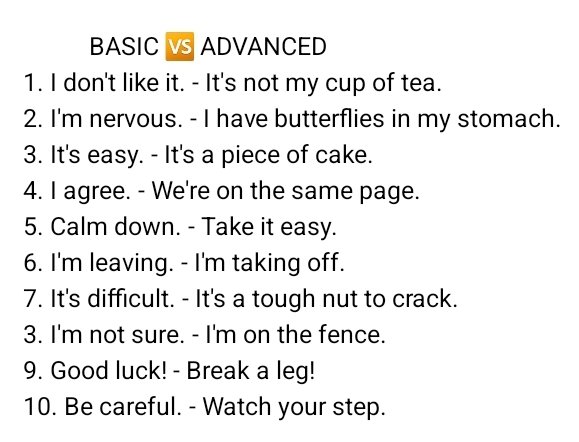 BASIC 🆚 ADVANCED
1. I don't like it. - It's not my cup of tea.
2. I'm nervous. - I have butterflies in my stomach.
3. It's easy. - It's a piece of cake.
4. I agree. - We're on the same page.
5. Calm down. - Take it easy.
6. I'm leaving. - I'm taking off.
7. It's difficult. - It's a tough nut to crack.
3. I'm not sure. - I'm on the fence.
9. Good luck! - Break a leg!
10. Be careful. - Watch your step.